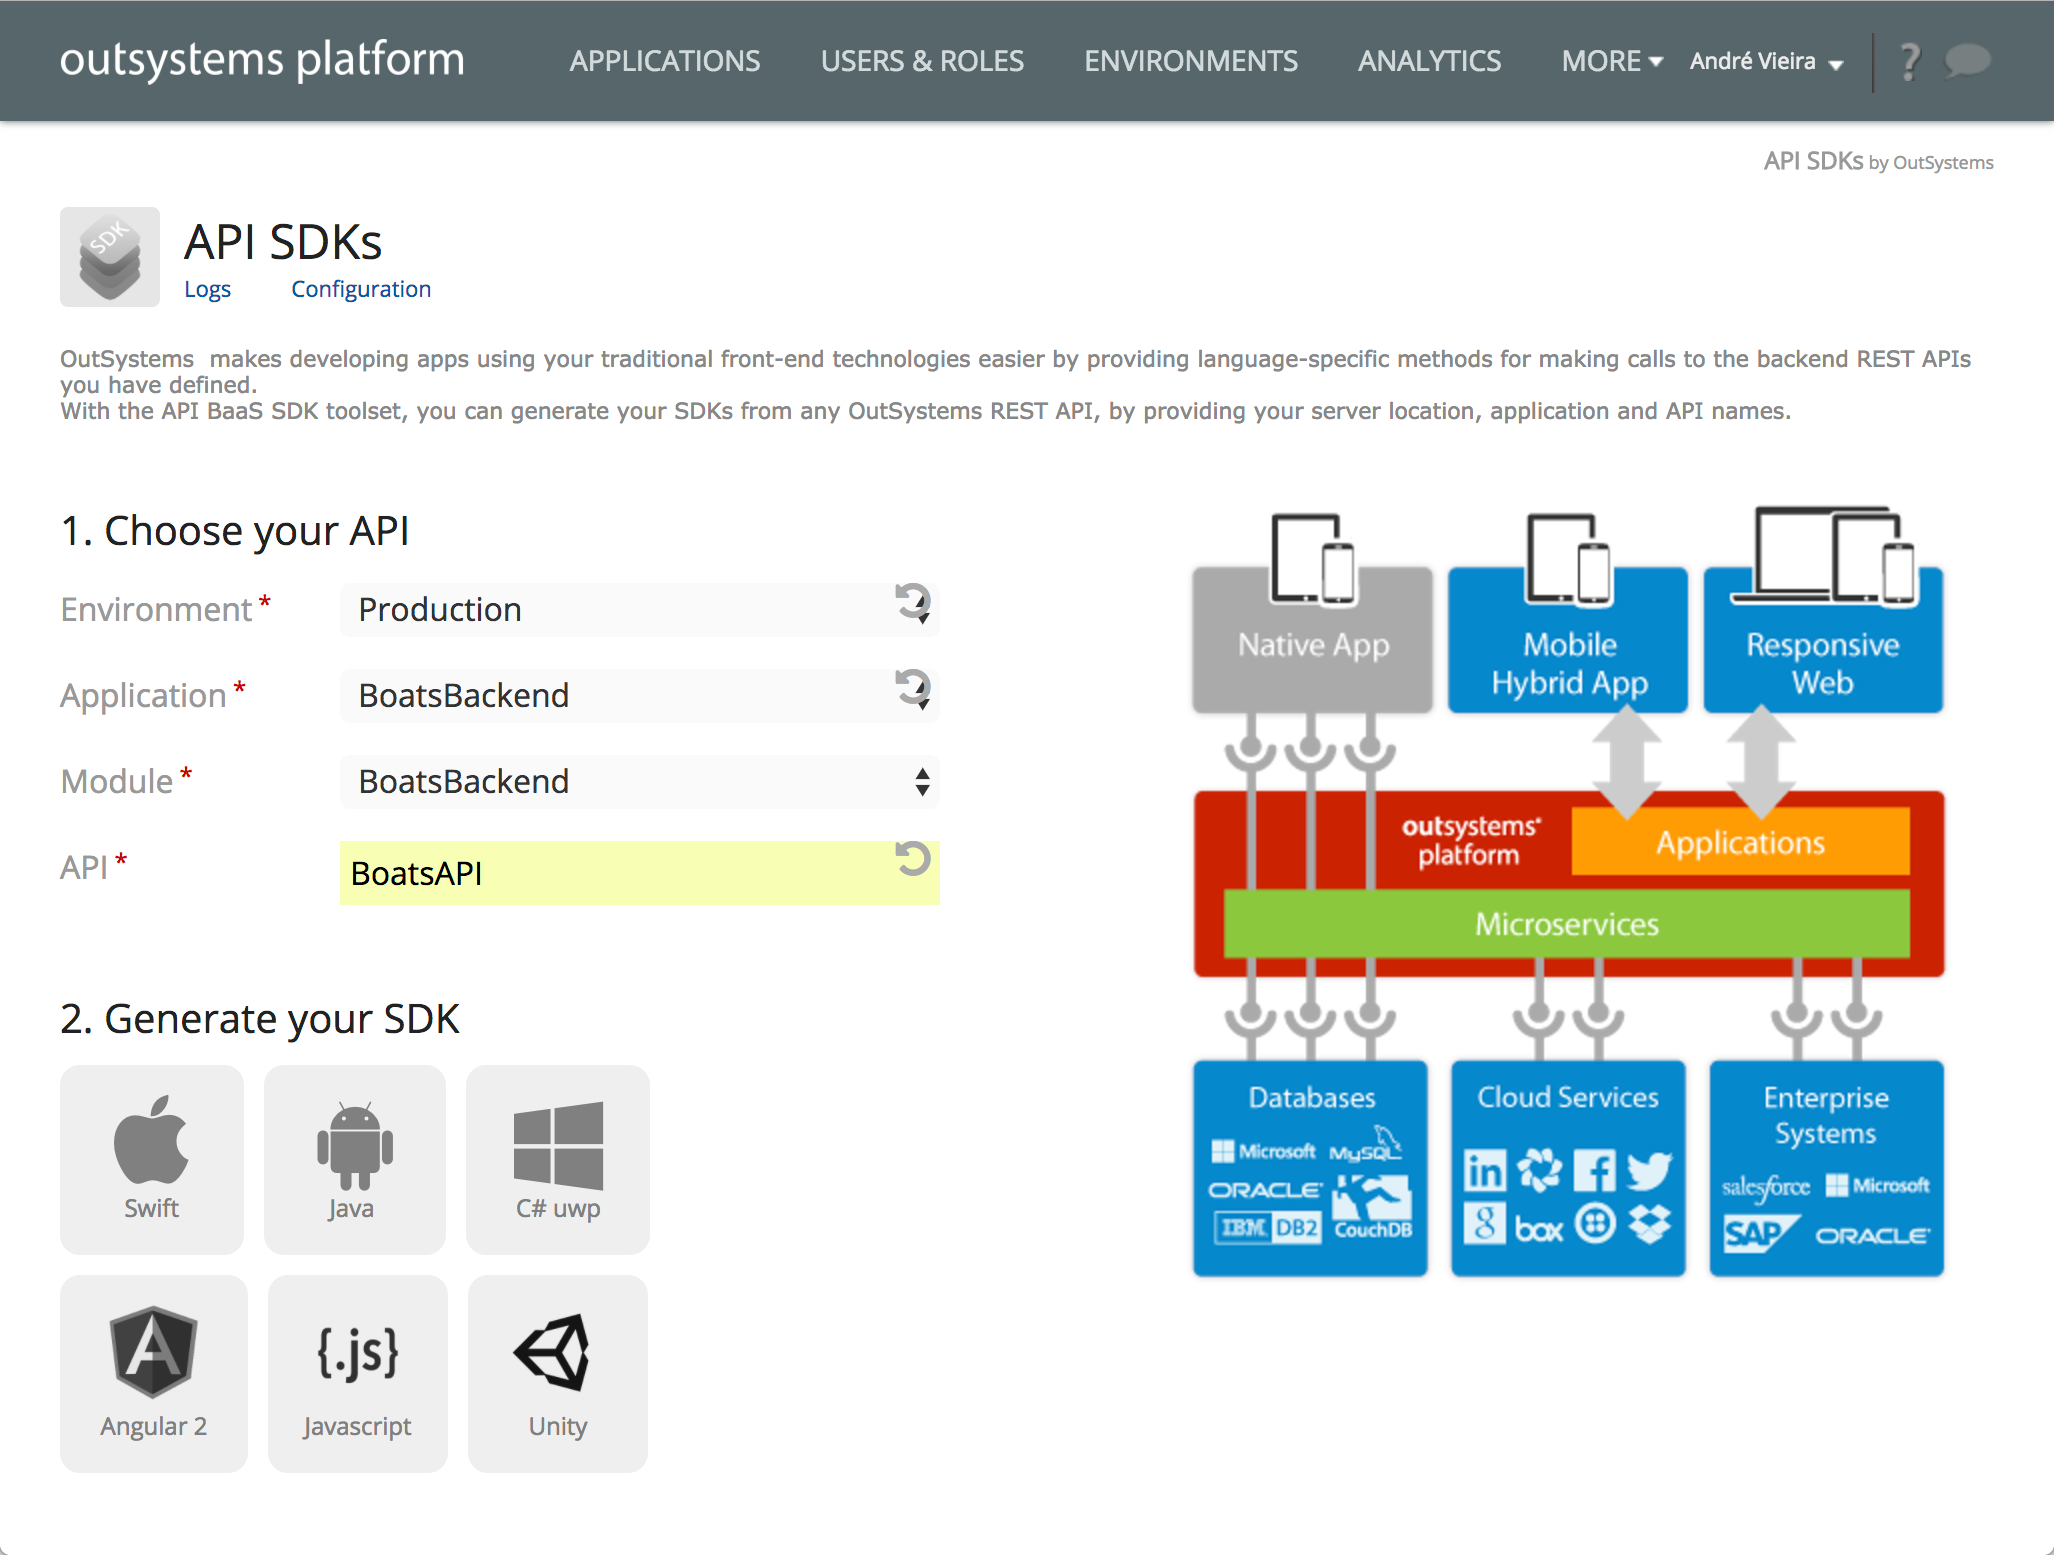 outsystems platform APPLICATIONS USERS & ROLES ENVIRONMENTS ANALYTICS MORE André Vieira ?
API SDKs by OutSystems
SDK
API SDKs
Logs Configuration
OutSystems makes developing apps using your traditional front-end technologies easier by providing language-specific methods for making calls to the backend REST APIs
you have defined.
With the API BaaS SDK toolset, you can generate your SDKs from any OutSystems REST API, by providing your server location, application and API names.
1. Choose your API
Environment * Production
Application * BoatsBackend
Module * BoatsBackend
API * BoatsAPI
2. Generate your SDK
Swift Java C# uwp
{.js}
Angular 2 Javascript Unity
Native App
Mobile
Hybrid App
Responsive
Web
outsystems
platform
Applications
Microservices
Databases
Microsoft MySQL
ORACLE
IBM DB2 CouchDB
Cloud Services
in f
g box
Enterprise
Systems
salesforce Microsoft
SAP ORACLE